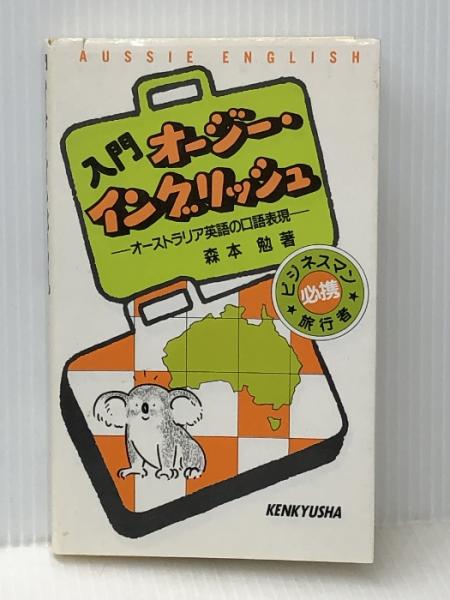 AUSSIE ENGLISH
入門 オージー・
イングリッシュ
―オーストラリア英語の口語表現―
森本 勉著
ビジネスマン
必携
旅行者
KENKYUSHA